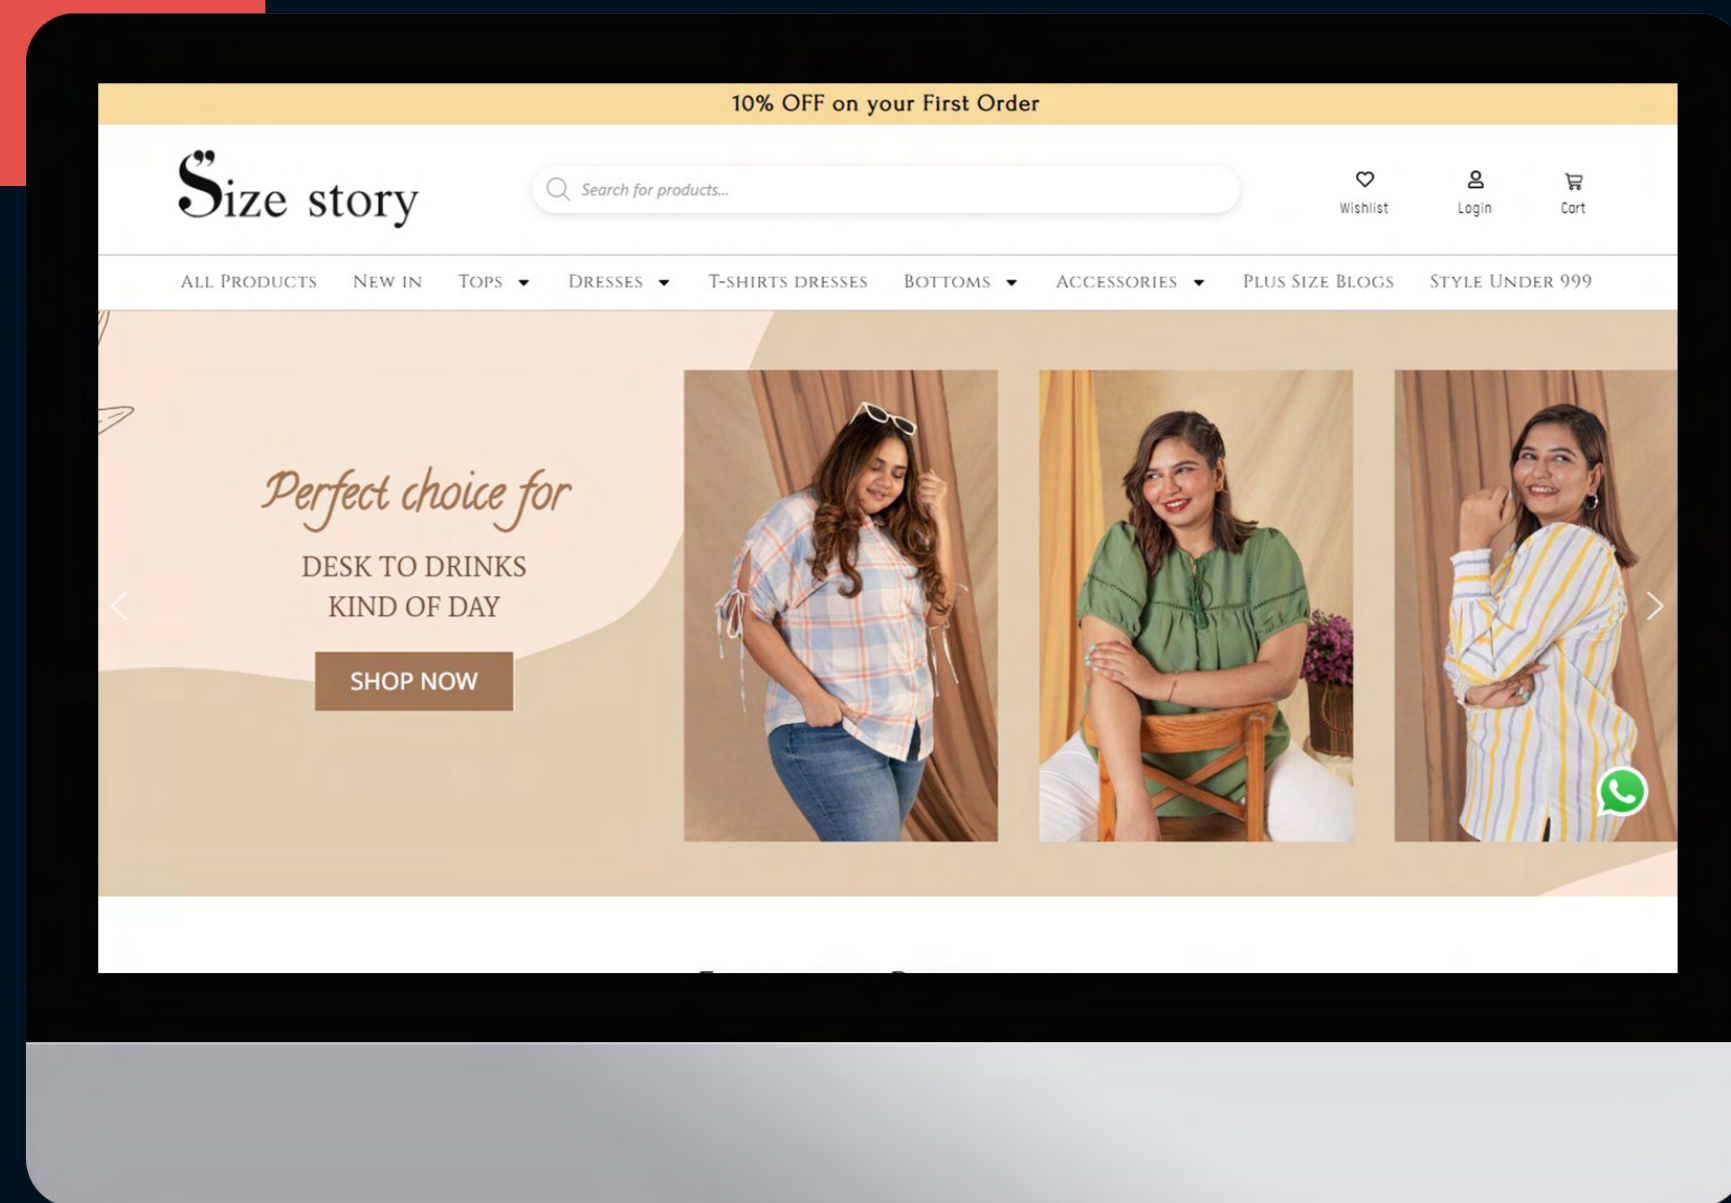 10% OFF on your First Order
Size story
Search for products...
Wishlist
Login
Cart
ALL PRODUCTS
NEW IN
TOPS
DRESSES
T-SHIRTS DRESSES
BOTTOMS
ACCESSORIES
PLUS SIZE BLOGS
STYLE UNDER 999
Perfect choice for
DESK TO DRINKS
KIND OF DAY
SHOP NOW